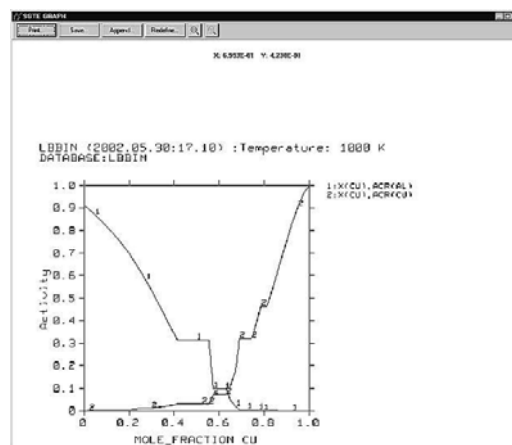 SGTE GRAPH
Print... Save... Append... Redefine...
X: 6.993E-01 Y: 4.230E-01
LBBIN (2002.05.30:17.10) :Temperature: 1000 K
DATABASE:LBBIN
1:X(CU),ACR(AL)
2:X(CU),ACR(CU)
Activity
1.0
0.9
0.8
0.7
0.6
0.5
0.4
0.3
0.2
0.1
0.0
0 0.2 0.4 0.6 0.8 1.0
MOLE_FRACTION CU